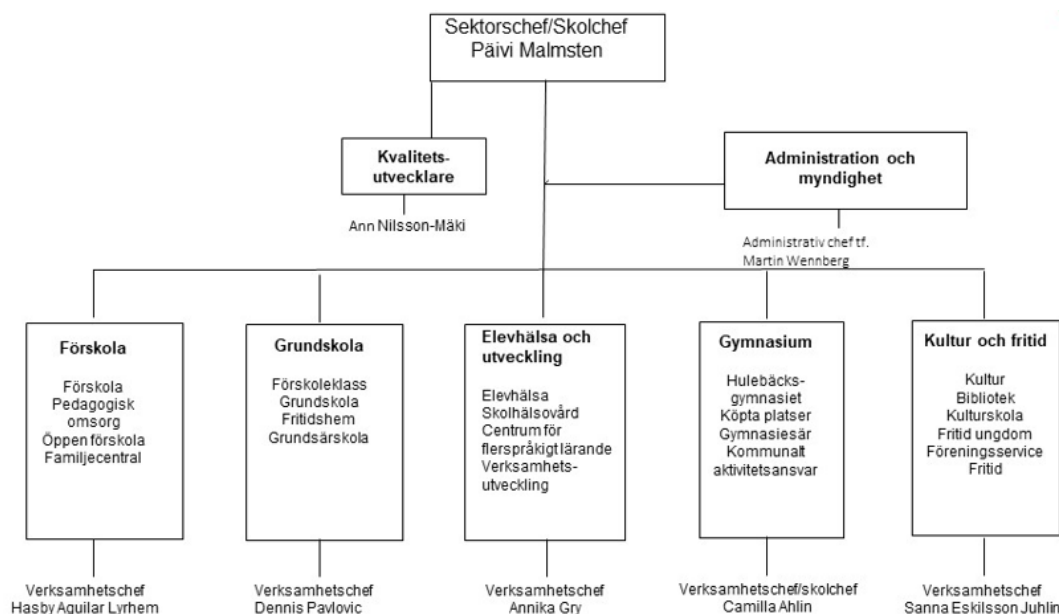 Sektorschef/Skolchef
Päivi Malmsten
Kvalitets-
utvecklare
Ann Nilsson-Mäki
Administration och
myndighet
Administrativ chef tf.
Martin Wennberg
Förskola
Förskola
Pedagogisk
omsorg
Öppen förskola
Familjecentral
Verksamhetschef
Hasby Aguilar Lyrhem
Grundskola
Förskoleklass
Grundskola
Fritidshem
Grundsärskola
Verksamhetschef
Dennis Pavlovic
Elevhälsa och
utveckling
Elevhälsa
Skolhälsovård
Centrum för
flerspråkigt lärande
Verksamhets-
utveckling
Verksamhetschef
Annika Gry
Gymnasium
Hulebäcks-
gymnasiet
Köpta platser
Gymnasiesär
Kommunalt
aktivitetsansvar
Verksamhetschef/skolchef
Camilla Ahlin
Kultur och fritid
Kultur
Bibliotek
Kulturskola
Fritid ungdom
Föreningsservice
Fritid
Verksamhetschef
Sanna Eskilsson Juhlin